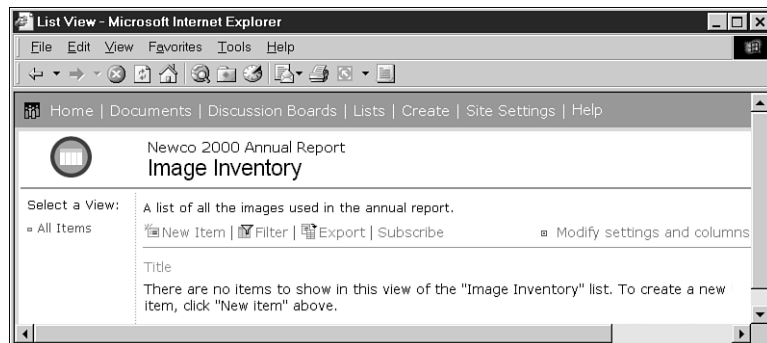 List View - Microsoft Internet Explorer
File Edit View Favorites Tools Help
Home | Documents | Discussion Boards | Lists | Create | Site Settings | Help
Newco 2000 Annual Report
Image Inventory
Select a View:
All Items
A list of all the images used in the annual report.
New Item | Filter | Export | Subscribe
Modify settings and columns
Title
There are no items to show in this view of the "Image Inventory" list. To create a new
item, click "New item" above.